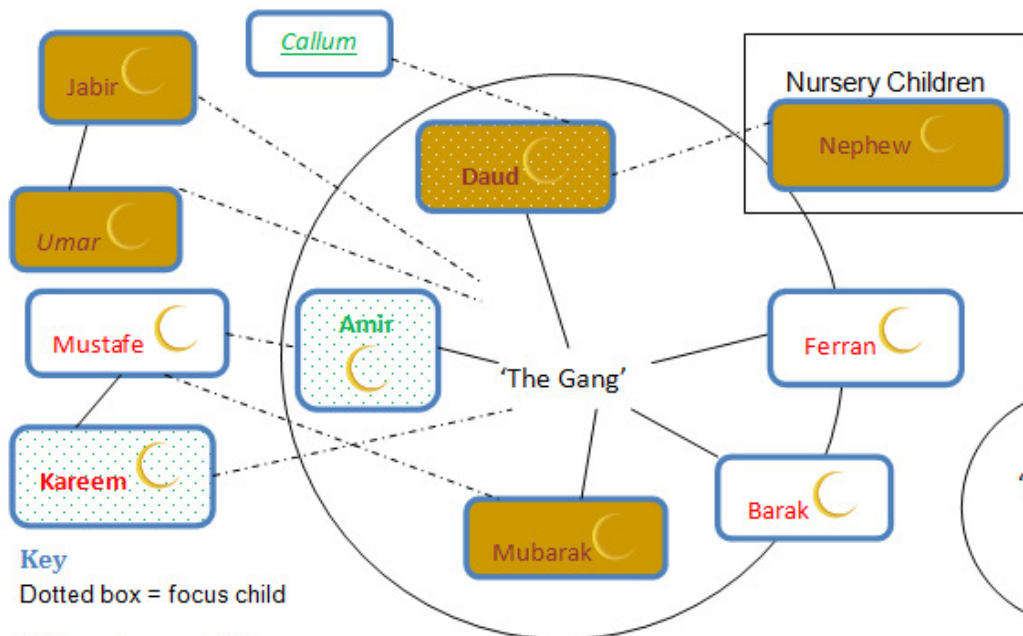 Callum
Jabir
Nursery Children
Nephew
Daud
Umar
Amir
Mustafe
Ferran
'The Gang'
Kareem
Barak
Mubarak
Key
Dotted box = focus child